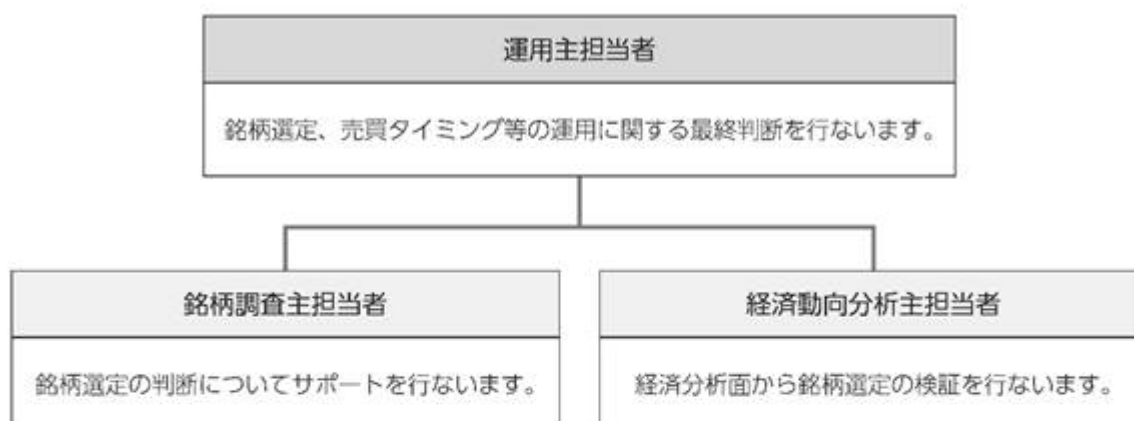 運用主担当者
銘柄選定、売買タイミング等の運用に関する最終判断を行ないます。
銘柄調査主担当者
銘柄選定の判断についてサポートを行ないます。
経済動向分析主担当者
経済分析面から銘柄選定の検証を行ないます。